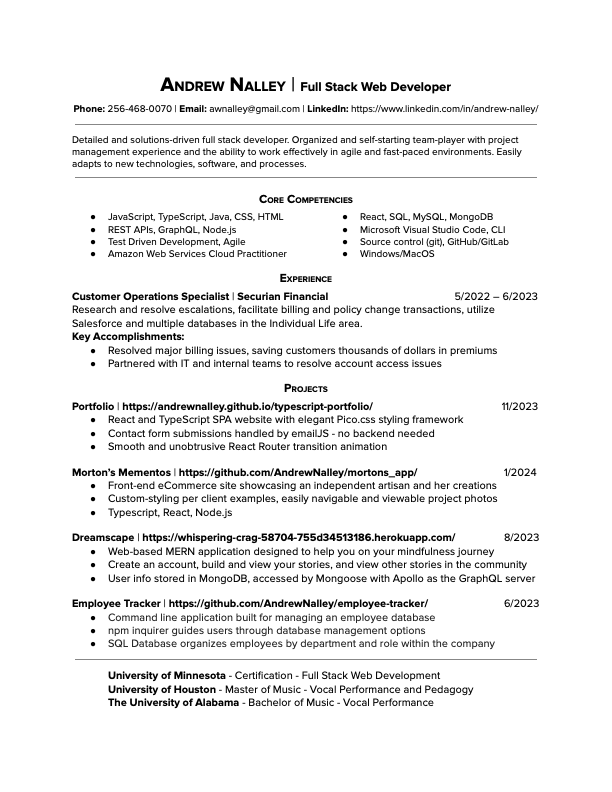 Andrew Nalley | Full Stack Web Developer
Phone: 256-468-0070 | Email: awnalley@gmail.com | LinkedIn: https://www.linkedin.com/in/andrew-nalley/
Detailed and solutions-driven full stack developer. Organized and self-starting team-player with project
management experience and the ability to work effectively in agile and fast-paced environments. Easily
adapts to new technologies, software, and processes.
Core Competencies
● JavaScript, TypeScript, Java, CSS, HTML
● REST APIs, GraphQL, Node.js
● Test Driven Development, Agile
● Amazon Web Services Cloud Practitioner
● React, SQL, MySQL, MongoDB
● Microsoft Visual Studio Code, CLI
● Source control (git), GitHub/GitLab
● Windows/MacOS
Experience
Customer Operations Specialist | Securian Financial 5/2022 – 6/2023
Research and resolve escalations, facilitate billing and policy change transactions, utilize
Salesforce and multiple databases in the Individual Life area.
Key Accomplishments:
● Resolved major billing issues, saving customers thousands of dollars in premiums
● Partnered with IT and internal teams to resolve account access issues
Projects
Portfolio | https://andrewnalley.github.io/typescript-portfolio/ 11/2023
● React and TypeScript SPA website with elegant Pico.css styling framework
● Contact form submissions handled by emailJS - no backend needed
● Smooth and unobtrusive React Router transition animation
Morton's Mementos | https://github.com/AndrewNalley/mortons_app/ 1/2024
● Front-end eCommerce site showcasing an independent artisan and her creations
● Custom-styling per client examples, easily navigable and viewable project photos
● Typescript, React, Node.js
Dreamscape | https://whispering-crag-58704-755d34513186.herokuapp.com/ 8/2023
● Web-based MERN application designed to help you on your mindfulness journey
● Create an account, build and view your stories, and view other stories in the community
● User info stored in MongoDB, accessed by Mongoose with Apollo as the GraphQL server
Employee Tracker | https://github.com/AndrewNalley/employee-tracker/ 6/2023
● Command line application built for managing an employee database
● npm inquirer guides users through database management options
● SQL Database organizes employees by department and role within the company
University of Minnesota - Certification - Full Stack Web Development
University of Houston - Master of Music - Vocal Performance and Pedagogy
The University of Alabama - Bachelor of Music - Vocal Performance